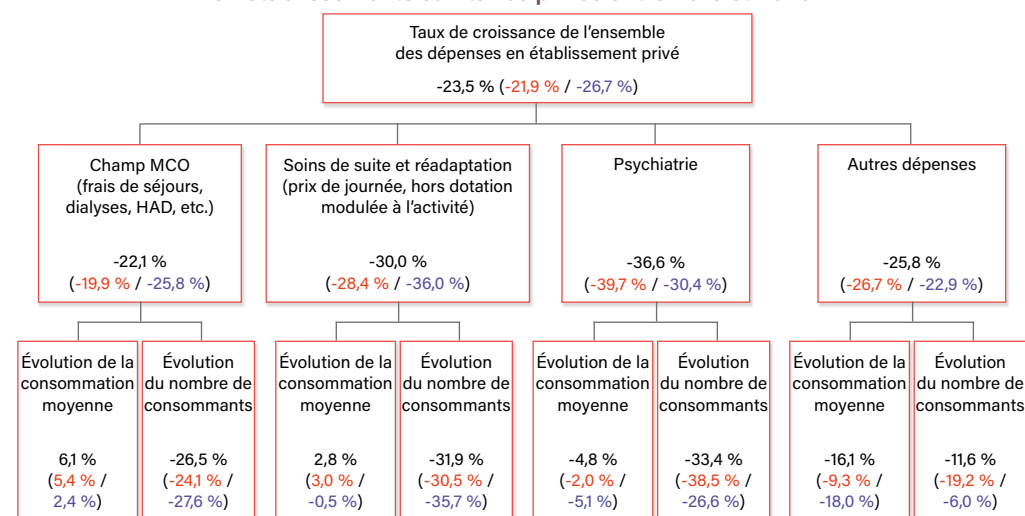 Taux de croissance de l'ensemble
des dépenses en établissement privé
-23,5 % (-21,9 % / -26,7 %)
Champ MCO
(frais de séjours,
dialyses, HAD, etc.)
-22,1 %
(-19,9 % / -25,8 %)
Soins de suite et réadaptation
(prix de journée, hors dotation
modulée à l'activité)
-30,0 %
(-28,4 % / -36,0 %)
Psychiatrie
-36,6 %
(-39,7 % / -30,4 %)
Autres dépenses
-25,8 %
(-26,7 % / -22,9 %)
Évolution de la
consommation
moyenne
6,1 %
(5,4 % /
2,4 %)
Évolution
du nombre de
consommants
-26,5 %
(-24,1 % /
-27,6 %)
Évolution de la
consommation
moyenne
2,8 %
(3,0 % /
-0,5 %)
Évolution
du nombre de
consommants
-31,9 %
(-30,5 % /
-35,7 %)
Évolution de la
consommation
moyenne
-4,8 %
(-2,0 % /
-5,1 %)
Évolution
du nombre de
consommants
-33,4 %
(-38,5 % /
-26,6 %)
Évolution de la
consommation
moyenne
-16,1 %
(-9,3 % /
-18,0 %)
Évolution
du nombre de
consommants
-11,6 %
(-19,2 % /
-6,0 %)